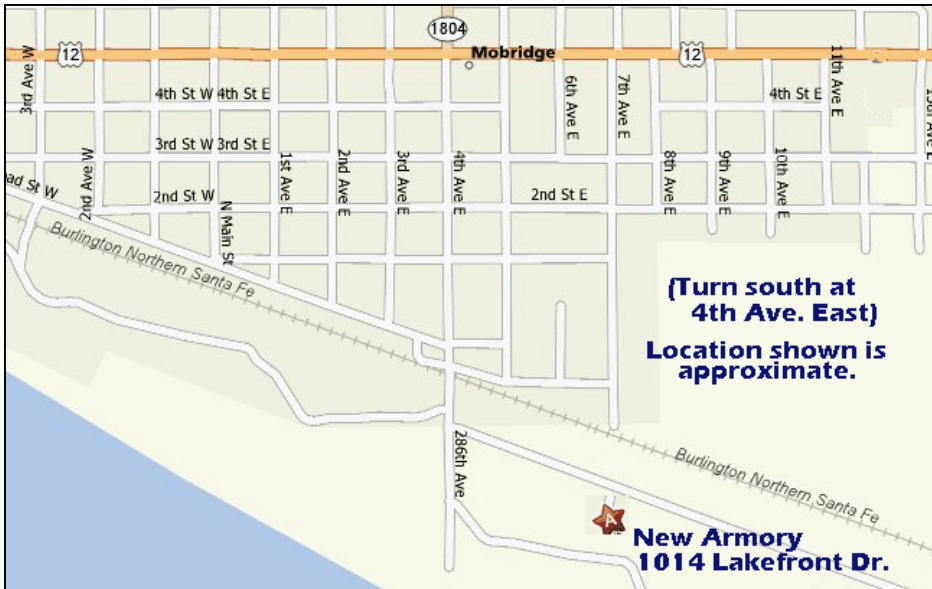 1804
12
Mobridge
12
3rd Ave W
4th St W
4th St E
6th Ave E
7th Ave E
4th St E
11th Ave E
3rd St W
3rd St E
1st Ave E
2nd Ave E
3rd Ave E
4th Ave E
8th Ave E
9th Ave E
10th Ave E
2nd Ave W
ad St W
2nd St W
N Main St
2nd St E
Burlington Northern Santa Fe
(Turn south at
4th Ave. East)
Location shown is
approximate.
286th Ave
Burlington Northern Santa Fe
A
New Armory
1014 Lakefront Dr.